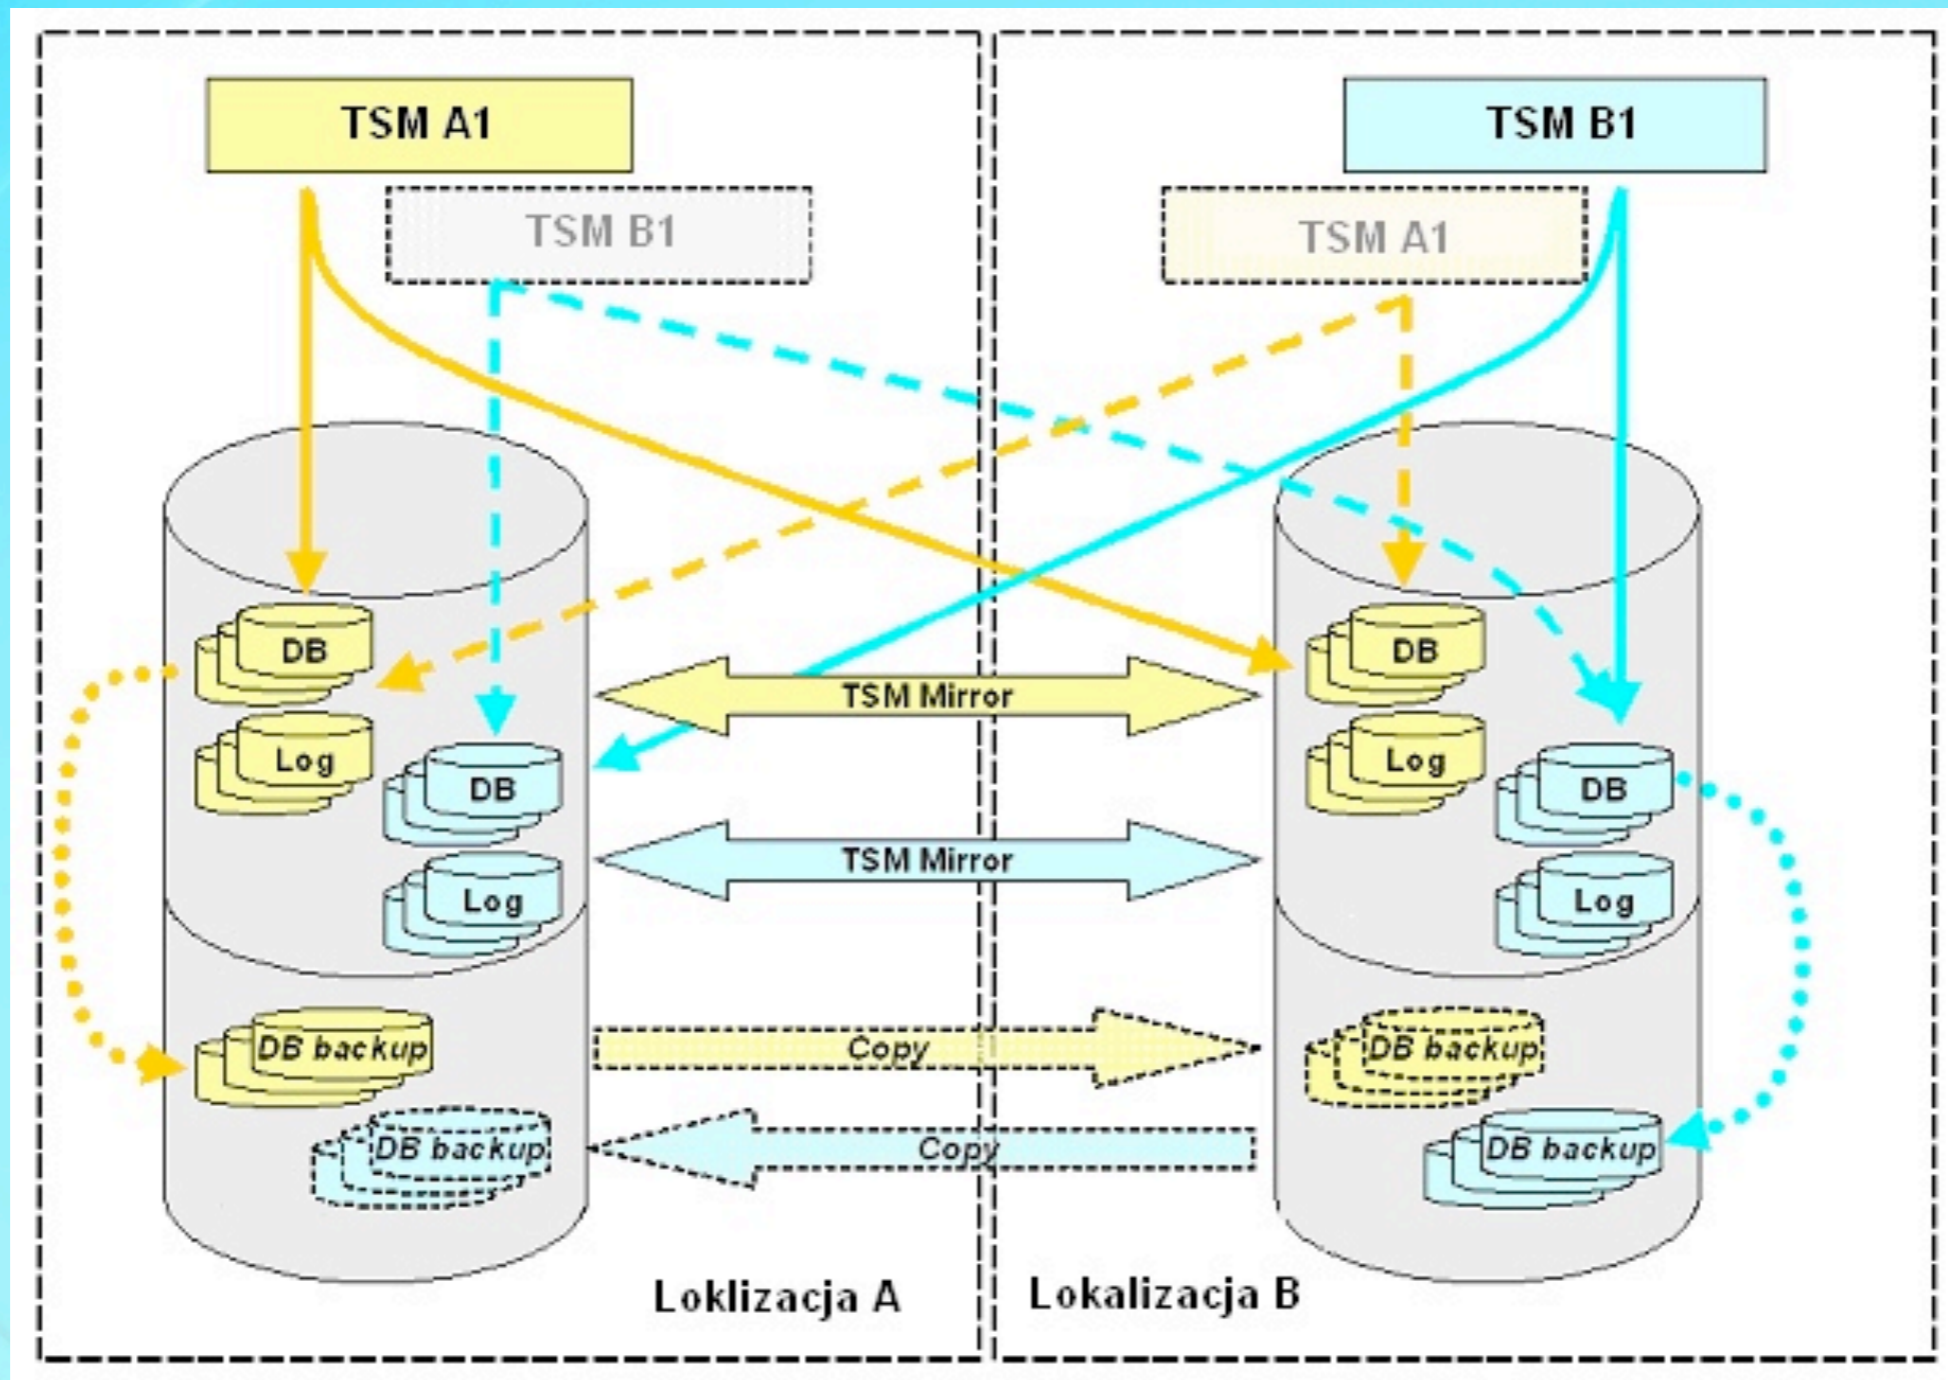 TSM A1
TSM B1
TSM B1
TSM A1
DB
DB
TSM Mirror
Log
Log
DB
DB
TSM Mirror
Log
Log
DB backup
Copy
DB backup
DB backup
Copy
DB backup
Loklizacja A
Lokalizacja B